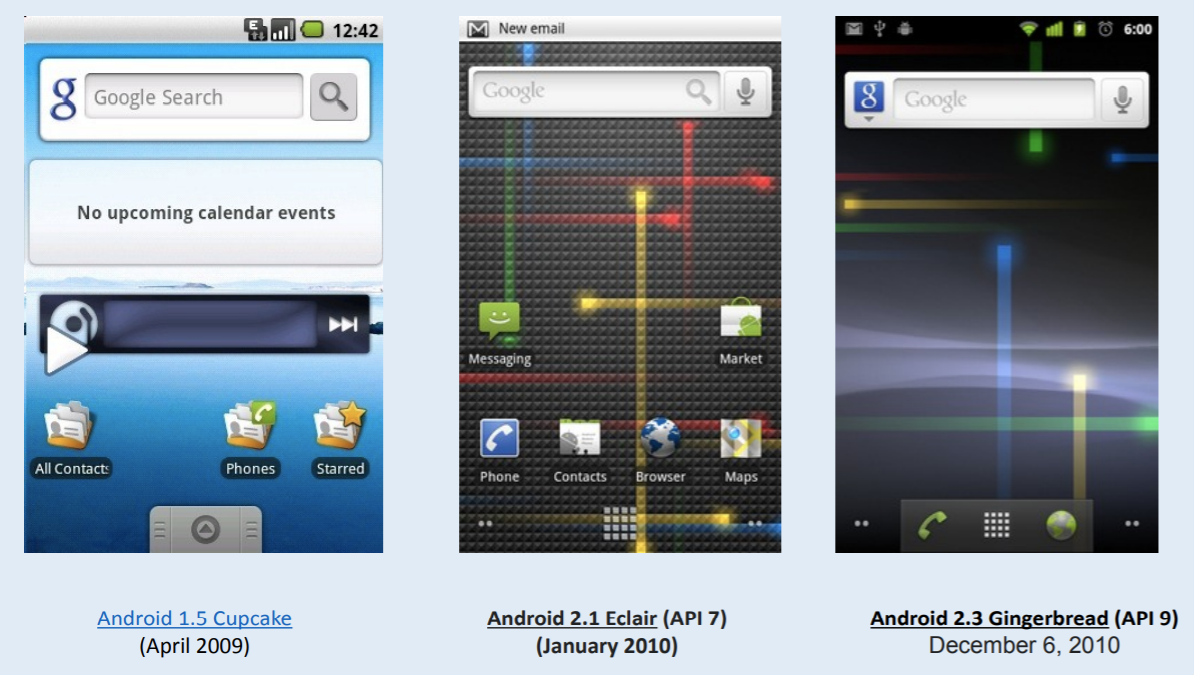 12:42
g
Google Search
No upcoming calendar events
All Contacts
Phones
Starred
Android 1.5 Cupcake
(April 2009)
New email
Google
Messaging
Market
Phone
Contacts
Browser
Maps
Android 2.1 Eclair (API 7)
(January 2010)
6:00
g
Google
Android 2.3 Gingerbread (API 9)
December 6, 2010